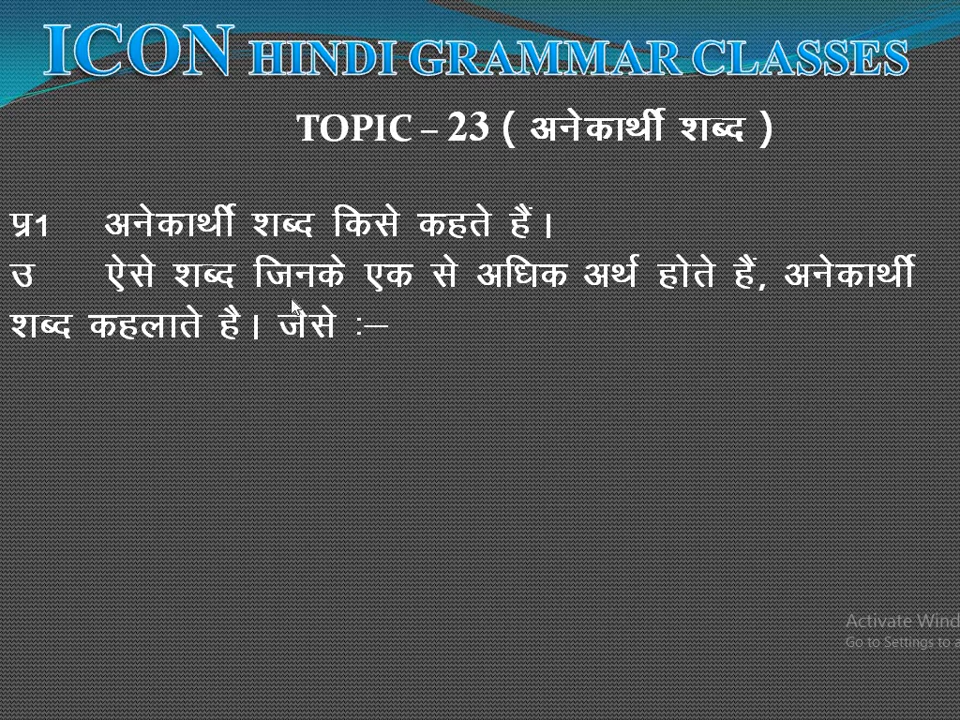 ICON HINDI GRAMMAR CLASSES
TOPIC – 23 ( अनेकार्थी शब्द )
प्र1 अनेकार्थी शब्द किसे कहते हैं।
उ ऐसे शब्द जिनके एक से अधिक अर्थ होते हैं, अनेकार्थी
शब्द कहलाते है। जैसे :—
Activate Wind
Go to Settings to a